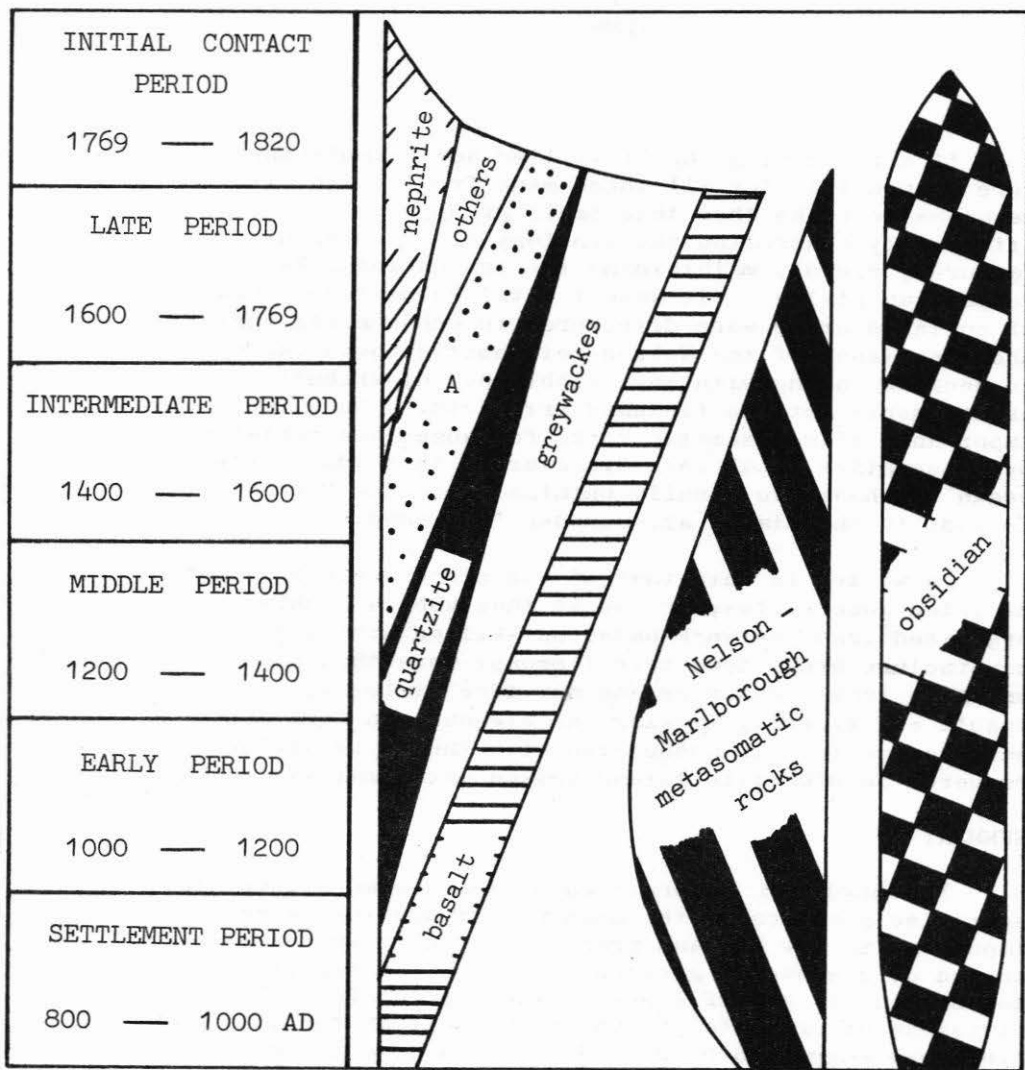 INITIAL CONTACT
PERIOD
1769 — 1820
LATE PERIOD
1600 — 1769
INTERMEDIATE PERIOD
1400 — 1600
MIDDLE PERIOD
1200 — 1400
EARLY PERIOD
1000 — 1200
SETTLEMENT PERIOD
800 — 1000 AD
nephrite
others
A
quartzite
greywackes
basalt
Nelson –
Marlborough
metasomatic
rocks
obsidian